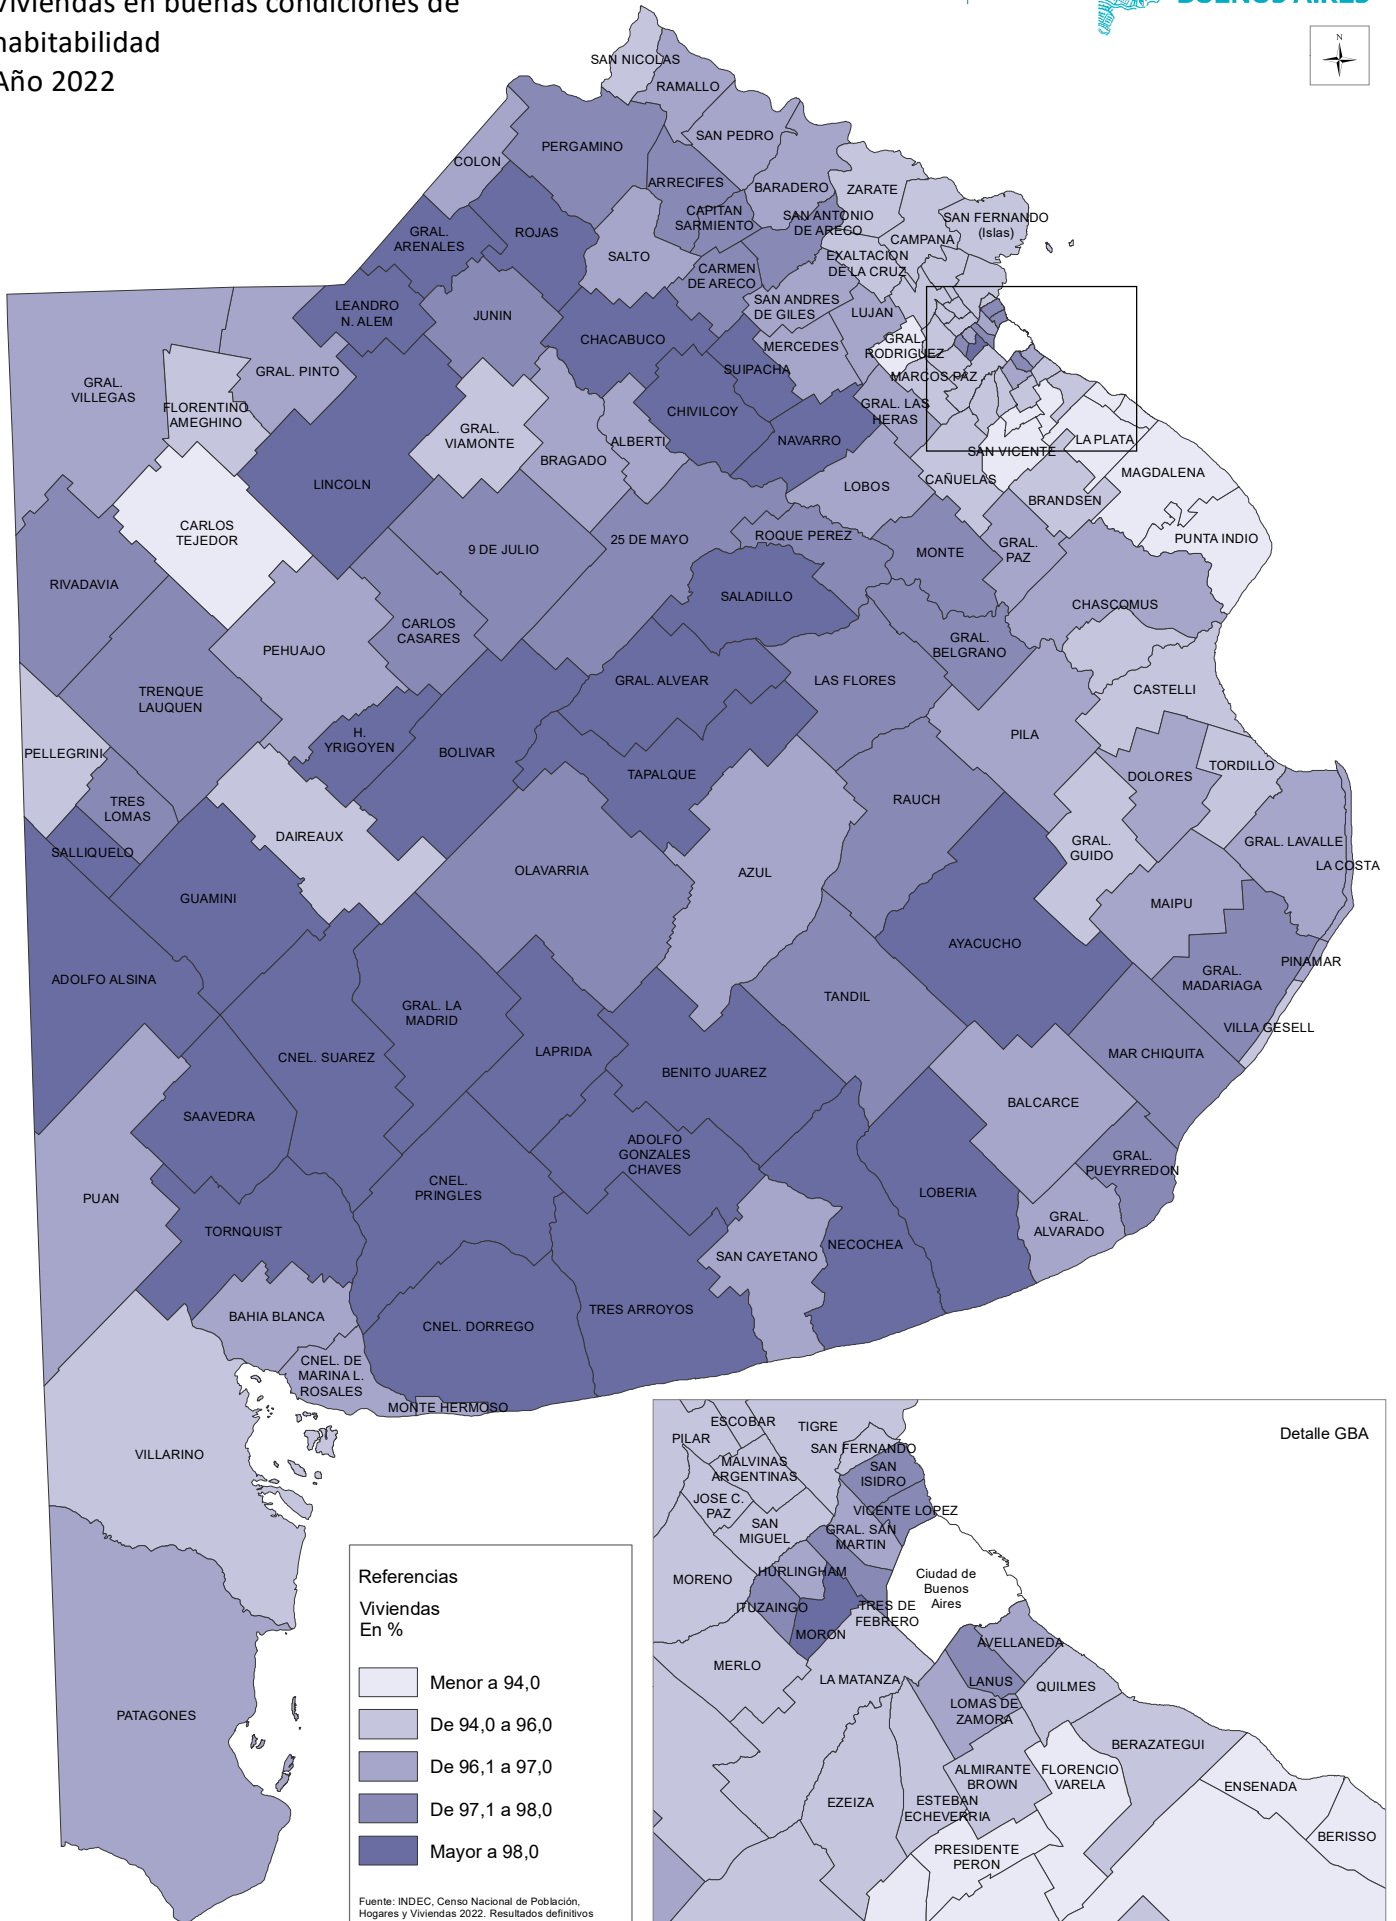 Viviendas en buenas condiciones de
habitabilidad
Año 2022
BUENOS AIRES
N
SAN NICOLAS
RAMALLO
SAN PEDRO
PERGAMINO
COLON
ARRECIFES
BARADERO
ZARATE
CAPITAN
SARMIENTO
SAN ANTONIO
DE ARECO
SAN FERNANDO
(Islas)
CAMPANA
GRAL.
ARENALES
ROJAS
SALTO
EXALTACION
DE LA CRUZ
CARMEN
DE ARECO
LEANDRO
N. ALEM
JUNIN
SAN ANDRES
DE GILES
LUJAN
CHACABUCO
MERCEDES
GRAL.
RODRIGUEZ
SUIPACHA
MARCOS PAZ
GRAL.
VILLEGAS
GRAL. PINTO
FLORENTINO
AMEGHINO
CHIVILCOY
GRAL. LAS
HERAS
GRAL.
VIAMONTE
ALBERTI
NAVARRO
LA PLATA
BRAGADO
SAN VICENTE
LINCOLN
LOBOS
CAÑUELAS
MAGDALENA
BRANDSEN
CARLOS
TEJEDOR
9 DE JULIO
25 DE MAYO
ROQUE PEREZ
MONTE
GRAL.
PAZ
PUNTA INDIO
RIVADAVIA
SALADILLO
CHASCOMUS
PEHUAJO
CARLOS
CASARES
GRAL.
BELGRANO
TRENQUE
LAUQUEN
GRAL. ALVEAR
LAS FLORES
CASTELLI
PELLEGRINI
H.
YRIGOYEN
BOLIVAR
PILA
TAPALQUE
DOLORES
TORDILLO
TRES
LOMAS
RAUCH
DAIREAUX
GRAL.
GUIDO
GRAL. LAVALLE
SALLIQUELO
LA COSTA
OLAVARRIA
AZUL
GUAMINI
MAIPU
AYACUCHO
PINAMAR
ADOLFO ALSINA
GRAL.
MADARIAGA
TANDIL
GRAL. LA
MADRID
VILLA GESELL
CNEL. SUAREZ
LAPRIDA
MAR CHIQUITA
BENITO JUAREZ
BALCARCE
SAAVEDRA
ADOLFO
GONZALES
CHAVES
GRAL.
PUEYRREDON
PUAN
CNEL.
PRINGLES
LOBERIA
GRAL.
ALVARADO
TORNQUIST
SAN CAYETANO
NECOCHEA
BAHIA BLANCA
TRES ARROYOS
CNEL. DORREGO
CNEL. DE
MARINA L.
ROSALES
MONTE HERMOSO
VILLARINO
PATAGONES
Referencias
Viviendas
En %
Menor a 94,0
De 94,0 a 96,0
De 96,1 a 97,0
De 97,1 a 98,0
Mayor a 98,0
Fuente: INDEC, Censo Nacional de Población,
Hogares y Viviendas 2022. Resultados definitivos
Detalle GBA
ESCOBAR
TIGRE
PILAR
SAN FERNANDO
MALVINAS
ARGENTINAS
SAN
ISIDRO
JOSE C.
PAZ
VICENTE LOPEZ
SAN
MIGUEL
GRAL. SAN
MARTIN
HURLINGHAM
MORENO
Ciudad de
Buenos
Aires
ITUZAINGO
TRES DE
FEBRERO
MORON
AVELLANEDA
MERLO
LA MATANZA
LANUS
QUILMES
LOMAS DE
ZAMORA
BERAZATEGUI
ALMIRANTE
BROWN
FLORENCIO
VARELA
ENSENADA
EZEIZA
ESTEBAN
ECHEVERRIA
BERISSO
PRESIDENTE
PERON